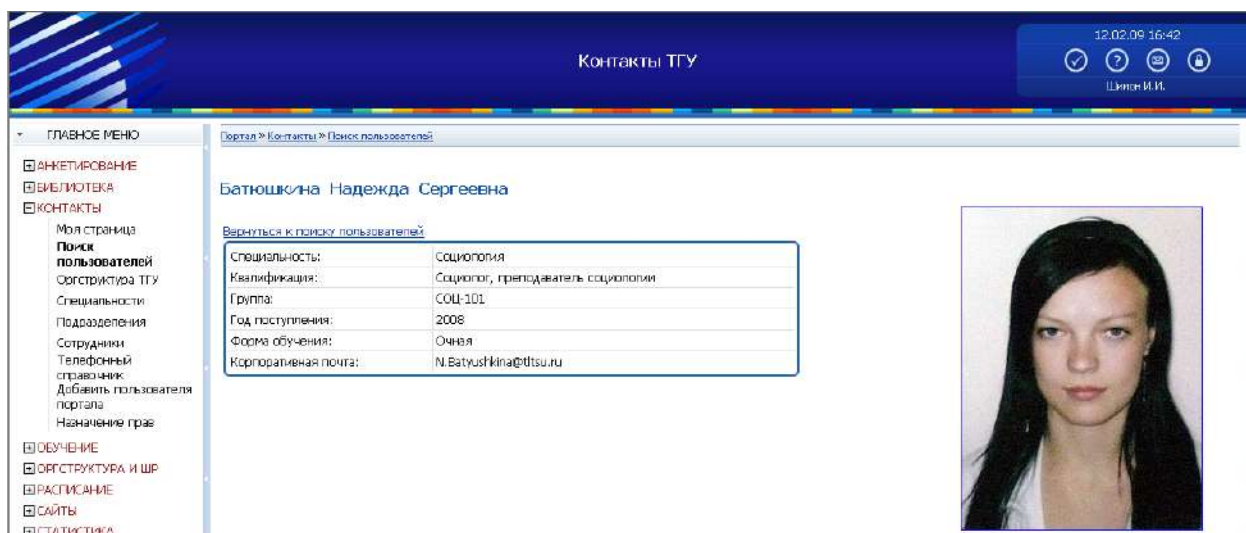 12.02.09 16:42
Контакты ТГУ
Шилон И.И.
ГЛАВНОЕ МЕНЮ
Портал » Контакты » Поиск пользователей
АНКЕТИРОВАНИЕ
БИБЛИОТЕКА
КОНТАКТЫ
Моя страница
Поиск
пользователей
Оргструктура ТГУ
Специальности
Подразделения
Сотрудники
Телефонный
справочник
Добавить пользователя
портала
Назначение прав
ОБУЧЕНИЕ
ОРГСТРУКТУРА И ШР
РАСПИСАНИЕ
САЙТЫ
СТАТИСТИКА
Батюшкина Надежда Сергеевна
Вернуться к поиску пользователей
Специальность: Социология
Квалификация: Социолог, преподаватель социологии
Группа: СОЦ-101
Год поступления: 2008
Форма обучения: Очная
Корпоративная почта: N.Batyushkina@tltsu.ru